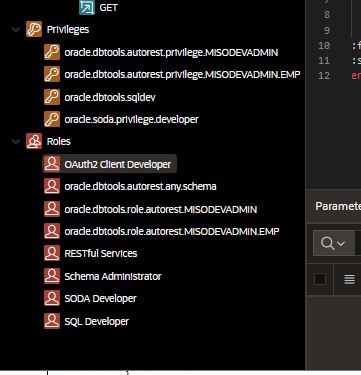 GET
Privileges
oracle.dbtools.autorest.privilege.MISODEVADMIN
oracle.dbtools.autorest.privilege.MISODEVADMIN.EMP
oracle.dbtools.sqldev
oracle.soda.privilege.developer
Roles
OAuth2 Client Developer
oracle.dbtools.autorest.any.schema
oracle.dbtools.role.autorest.MISODEVADMIN
oracle.dbtools.role.autorest.MISODEVADMIN.EMP
RESTful Services
Schema Administrator
SODA Developer
SQL Developer
8
9
10 :f
11 :s
12 en
Paramete